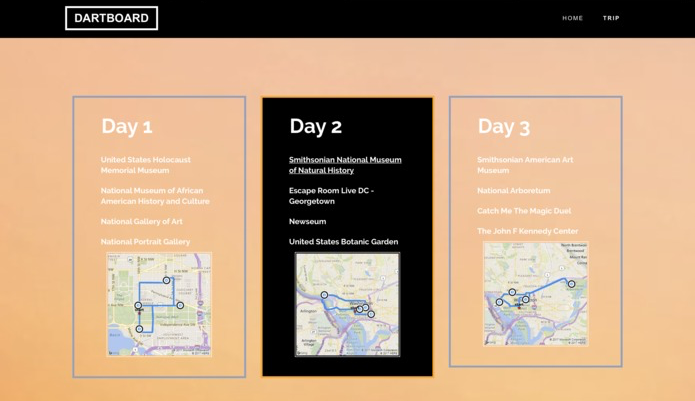 DARTBOARD
HOME
TRIP
Day 1
United States Holocaust
Memorial Museum
National Museum of African
American History and Culture
National Gallery of Art
National Portrait Gallery
Day 2
Smithsonian National Museum
of Natural History
Escape Room Live DC -
Georgetown
Newseum
United States Botanic Garden
Arlington
Arlington
Village
Day 3
Smithsonian American Art
Museum
National Arboretum
Catch Me The Magic Duel
The John F Kennedy Center